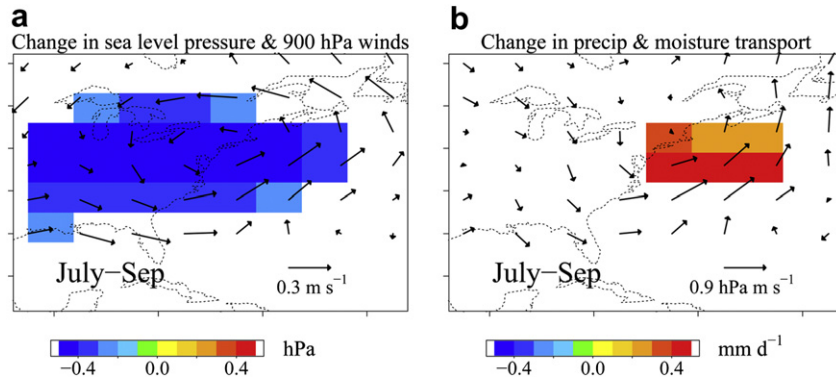 a
Change in sea level pressure & 900 hPa winds
July−Sep
0.3 m s⁻¹
hPa
−0.4 0.0 0.4
b
Change in precip & moisture transport
July−Sep
0.9 hPa m s⁻¹
mm d⁻¹
−0.4 0.0 0.4